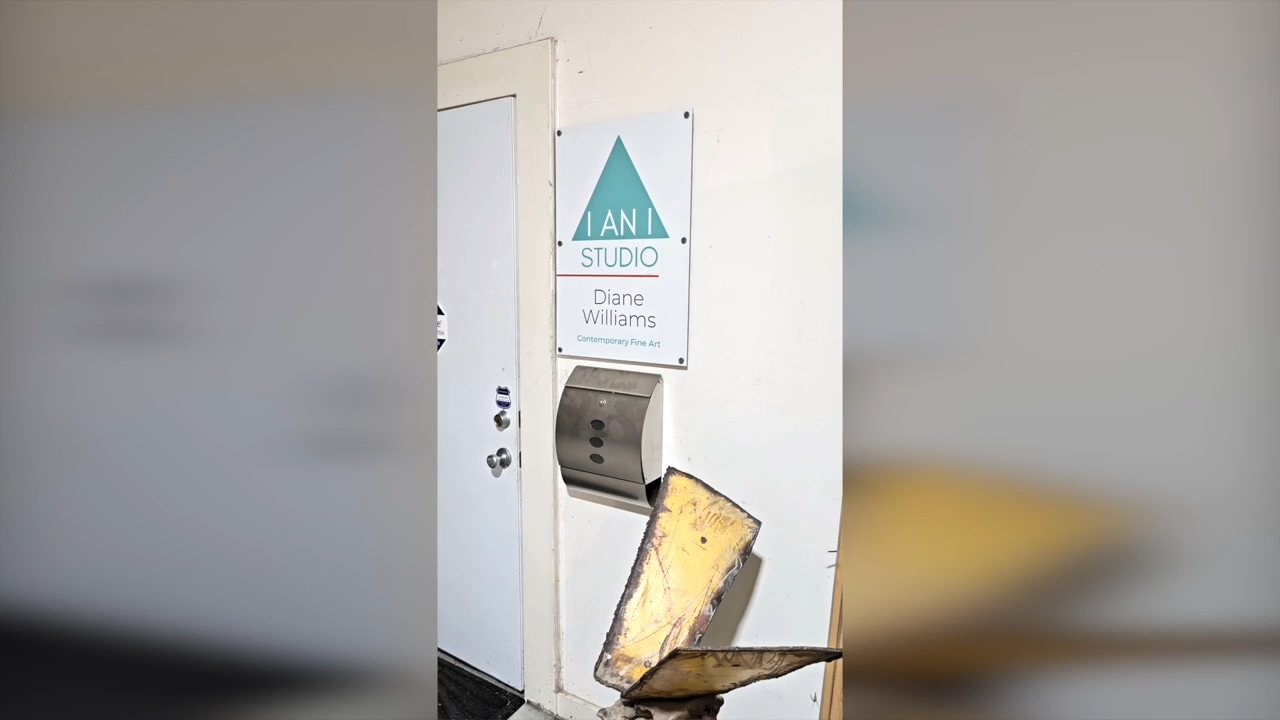 I AN I
STUDIO
Diane
Williams
Contemporary Fine Art